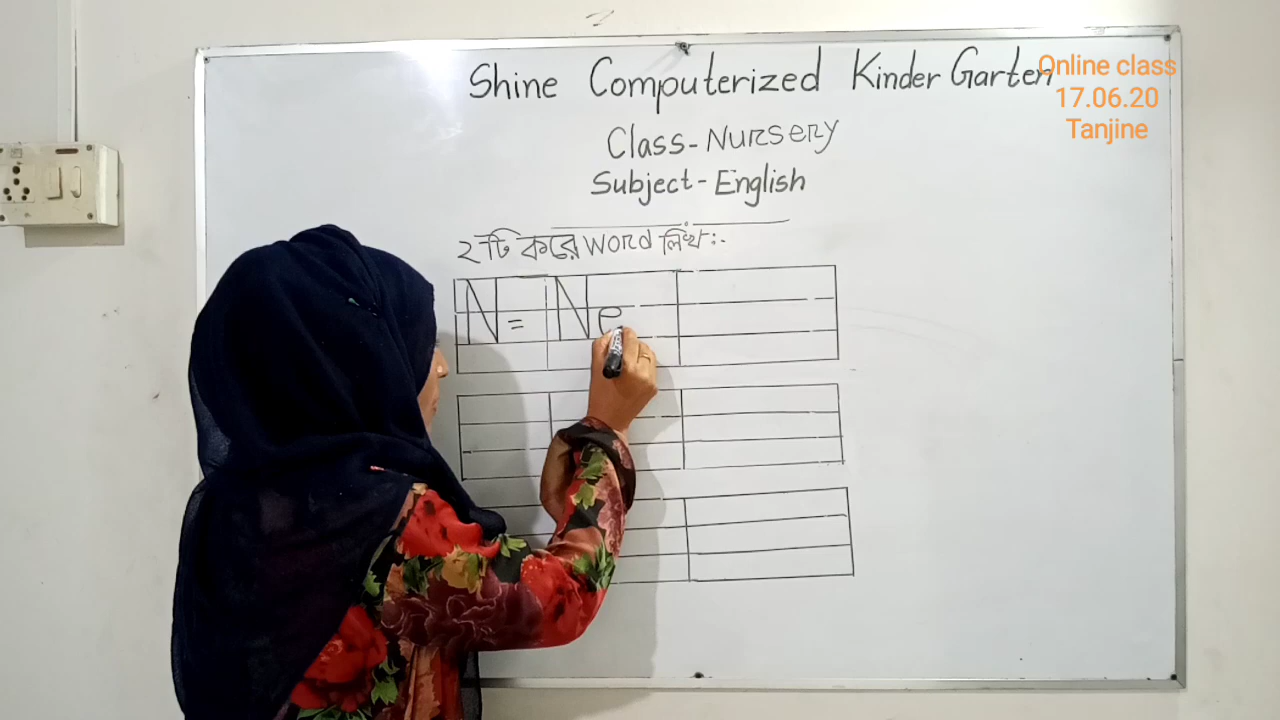 Shine Computerized Kinder Garten
Online class
17.06.20
Tanjine
Class-Nursery
Subject-English
২টি করে word লিখ:-
N= Ne